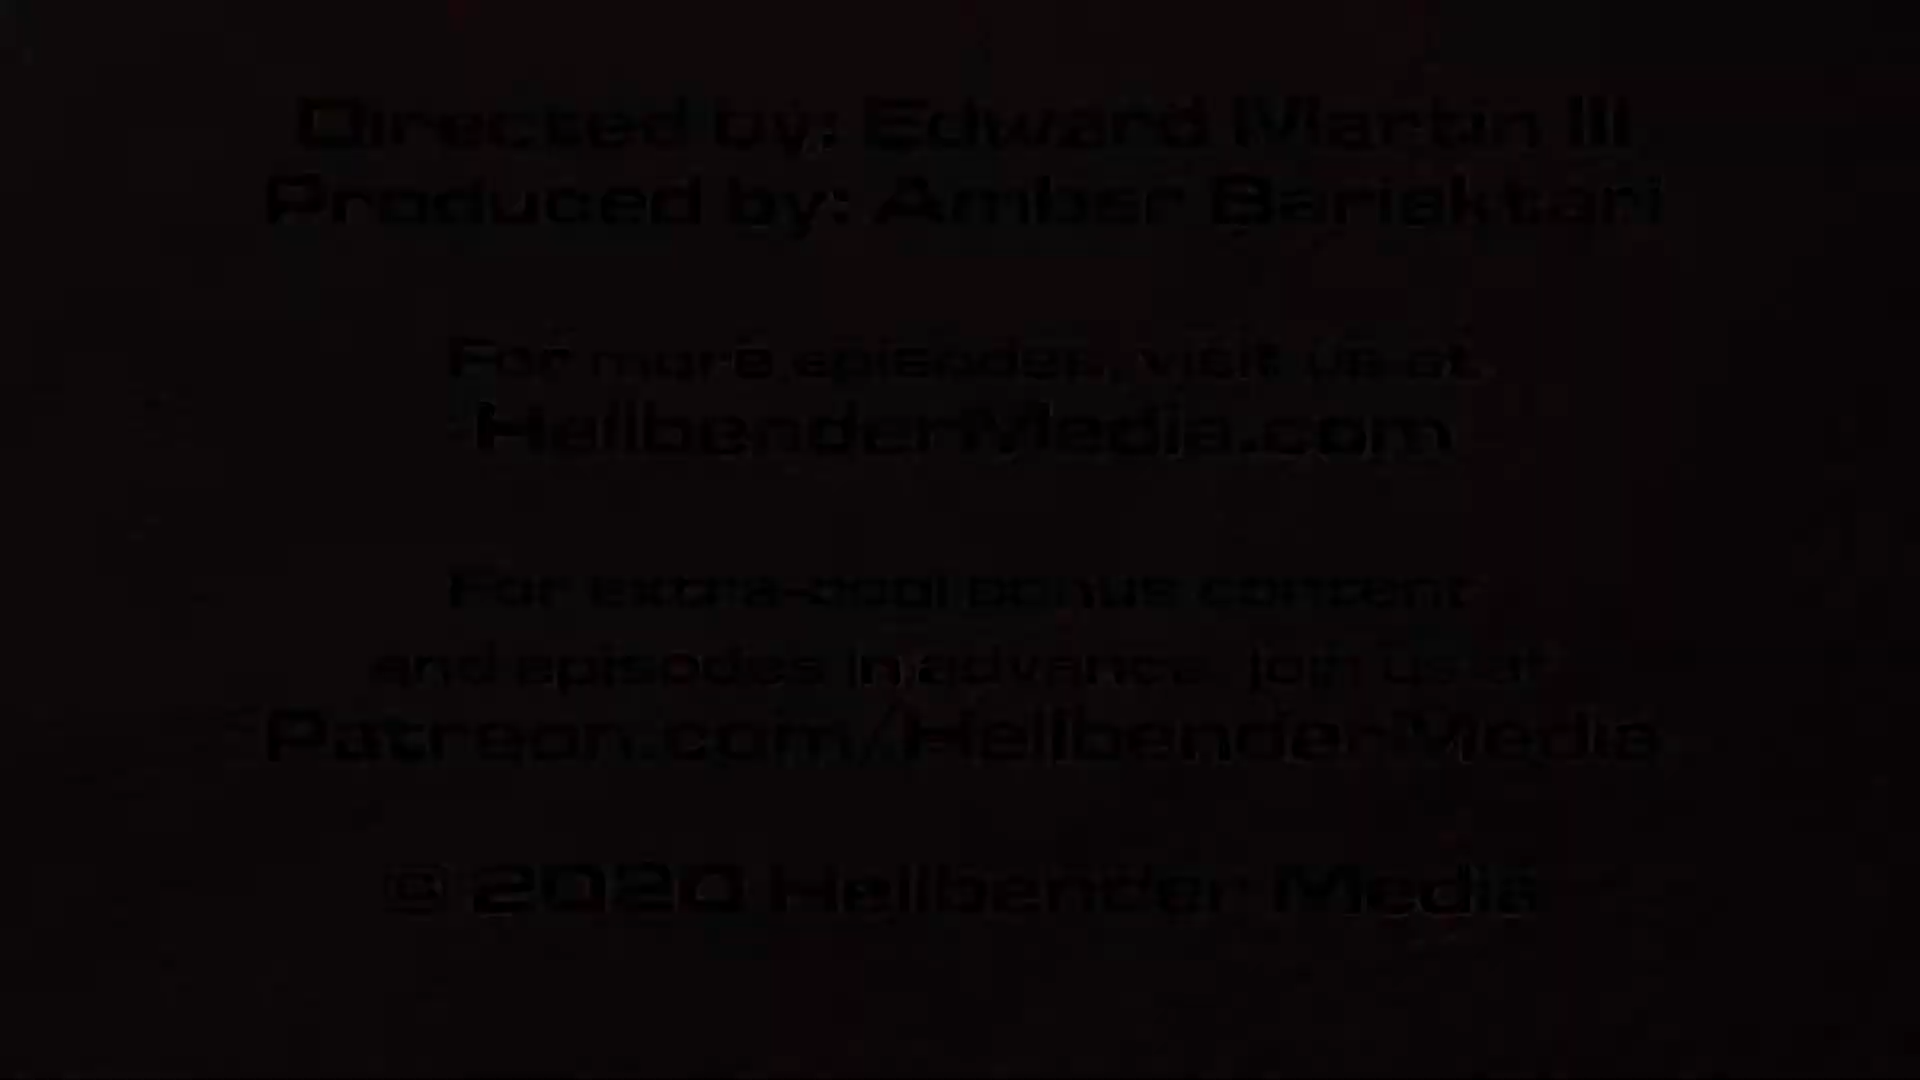 Directed by: Edward Martin III
Produced by: Amber Bariaktari
For more episodes, visit us at
HellbenderMedia.com
For extra-cool bonus content
and episodes in advance, join us at
Patreon.com/HellbenderMedia
© 2020 Hellbender Media